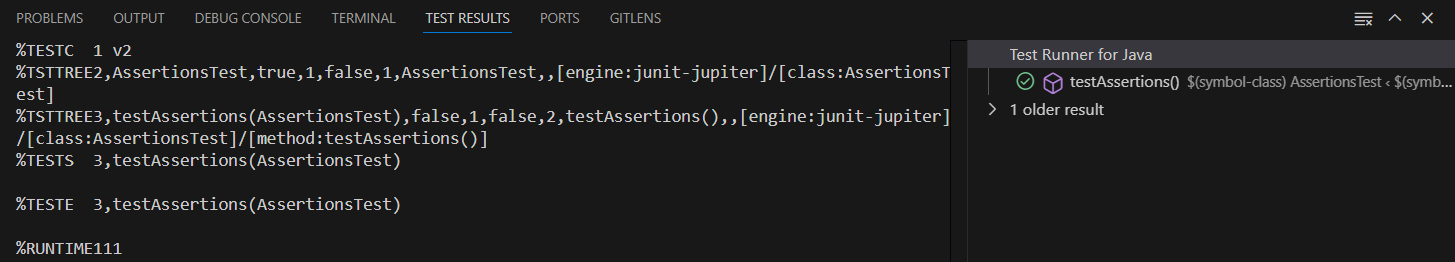 PROBLEMS OUTPUT DEBUG CONSOLE TERMINAL TEST RESULTS PORTS GITLENS
%TESTC  1 v2
%TSTTREE2,AssertionsTest,true,1,false,1,AssertionsTest,,[engine:junit-jupiter]/[class:AssertionsT
est]
%TSTTREE3,testAssertions(AssertionsTest),false,1,false,2,testAssertions(),,[engine:junit-jupiter]
/[class:AssertionsTest]/[method:testAssertions()]
%TESTS  3,testAssertions(AssertionsTest)
%TESTE  3,testAssertions(AssertionsTest)
%RUNTIME111
Test Runner for Java
testAssertions() $(symbol-class) AssertionsTest ‹ $(symb...
1 older result